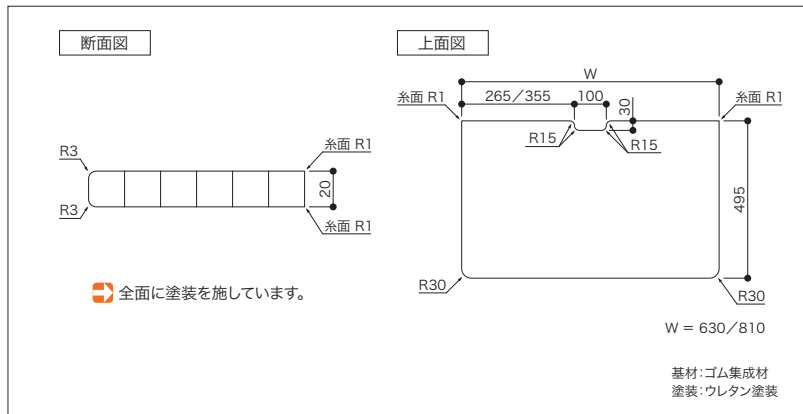 断面図
R3
R3
糸面 R1
20
糸面 R1
全面に塗装を施しています。
上面図
W
糸面 R1
265／355
100
30
糸面 R1
R15
R15
495
R30
R30
W = 630／810
基材：ゴム集成材
塗装：ウレタン塗装